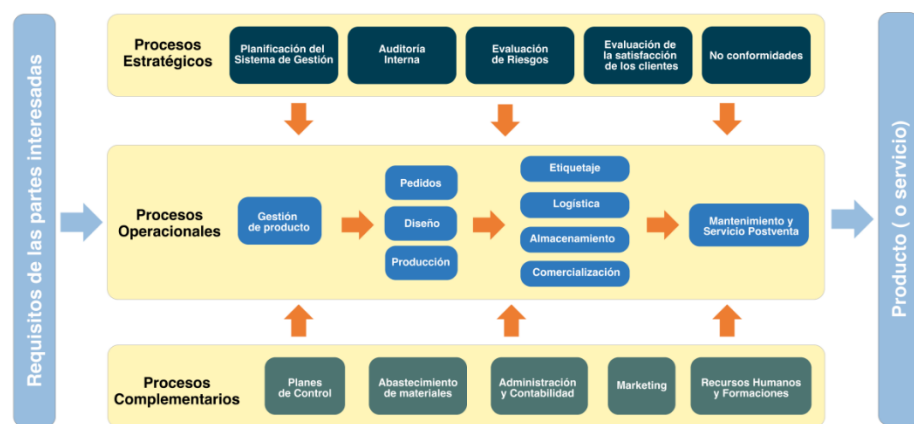 Requisitos de las partes interesadas
Procesos
Estratégicos
Planificación del
Sistema de Gestión
Auditoría
Interna
Evaluación
de Riesgos
Evaluación de
la satisfacción
de los clientes
No conformidades
Procesos
Operacionales
Gestión
de producto
Pedidos
Diseño
Producción
Etiquetaje
Logística
Almacenamiento
Comercialización
Mantenimiento y
Servicio Postventa
Procesos
Complementarios
Planes
de Control
Abastecimiento
de materiales
Administración
y Contabilidad
Marketing
Recursos Humanos
y Formaciones
Producto ( o servicio)